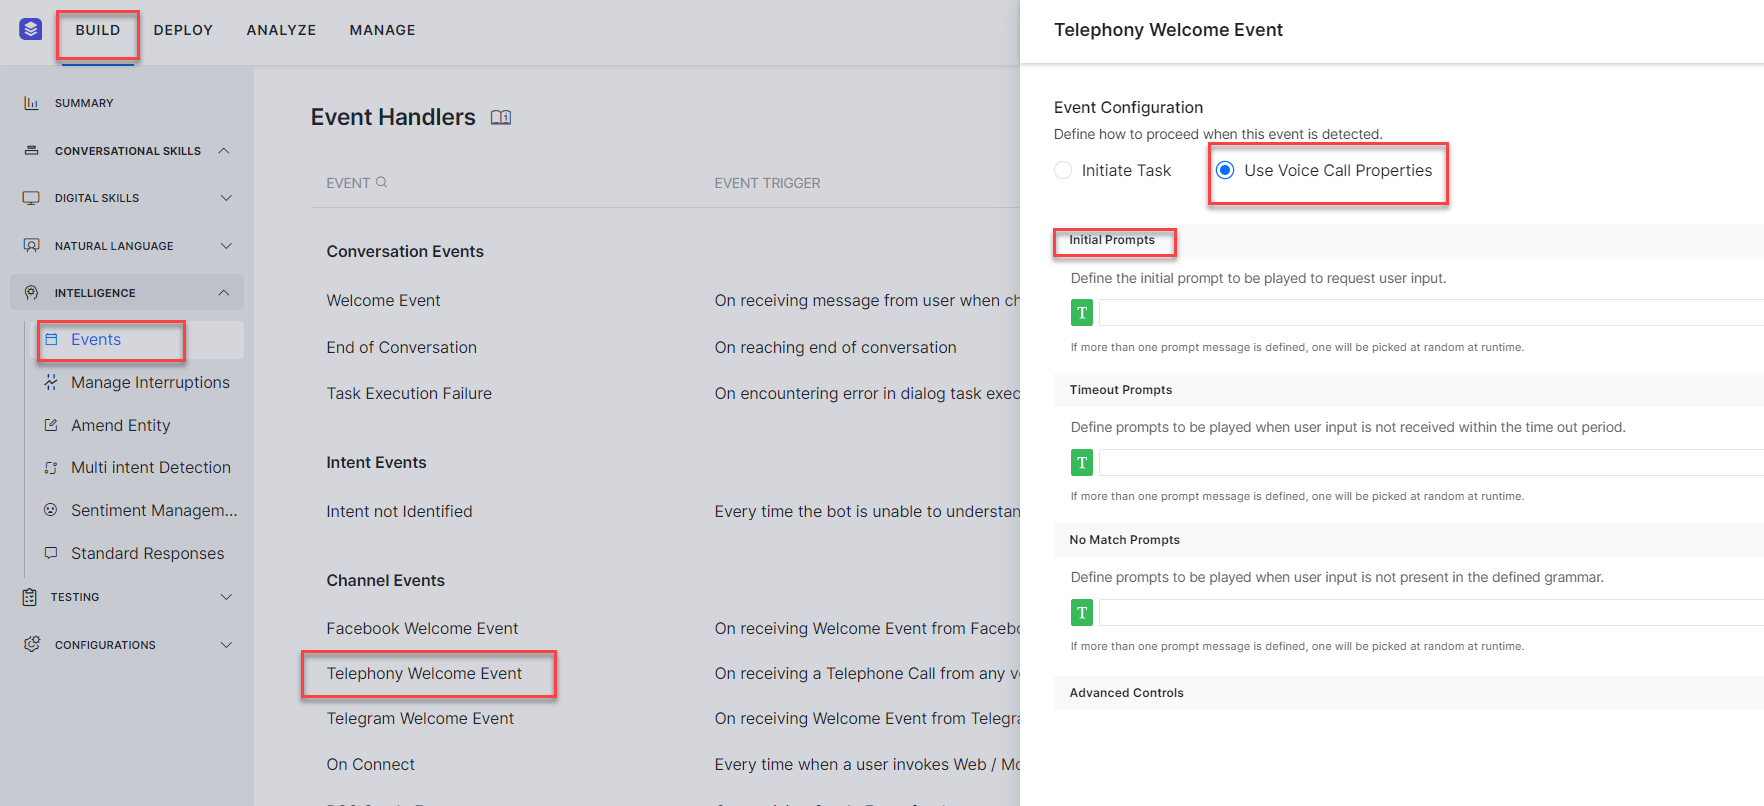 BUILD DEPLOY ANALYZE MANAGE
SUMMARY
CONVERSATIONAL SKILLS
DIGITAL SKILLS
NATURAL LANGUAGE
INTELLIGENCE
Events
Manage Interruptions
Amend Entity
Multi intent Detection
Sentiment Managem...
Standard Responses
TESTING
CONFIGURATIONS
Event Handlers
EVENT EVENT TRIGGER
Conversation Events
Welcome Event On receiving message from user when ch
End of Conversation On reaching end of conversation
Task Execution Failure On encountering error in dialog task exec
Intent Events
Intent not Identified Every time the bot is unable to understan
Channel Events
Facebook Welcome Event On receiving Welcome Event from Facebo
Telephony Welcome Event On receiving a Telephone Call from any v
Telegram Welcome Event On receiving Welcome Event from Telegra
On Connect Every time when a user invokes Web / Mo
Telephony Welcome Event
Event Configuration
Define how to proceed when this event is detected.
Initiate Task Use Voice Call Properties
Initial Prompts
Define the initial prompt to be played to request user input.
T
If more than one prompt message is defined, one will be picked at random at runtime.
Timeout Prompts
Define prompts to be played when user input is not received within the time out period.
T
If more than one prompt message is defined, one will be picked at random at runtime.
No Match Prompts
Define prompts to be played when user input is not present in the defined grammar.
T
If more than one prompt message is defined, one will be picked at random at runtime.
Advanced Controls